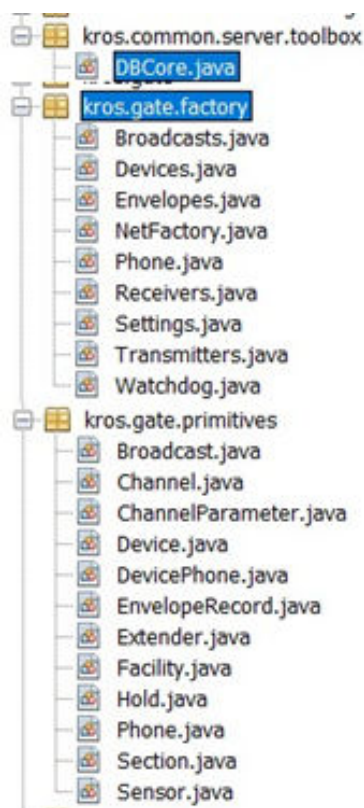 kros.common.server.toolbox
DBCore.java
kros.gate.factory
Broadcasts.java
Devices.java
Envelopes.java
NetFactory.java
Phone.java
Receivers.java
Settings.java
Transmitters.java
Watchdog.java
kros.gate.primitives
Broadcast.java
Channel.java
ChannelParameter.java
Device.java
DevicePhone.java
EnvelopeRecord.java
Extender.java
Facility.java
Hold.java
Phone.java
Section.java
Sensor.java